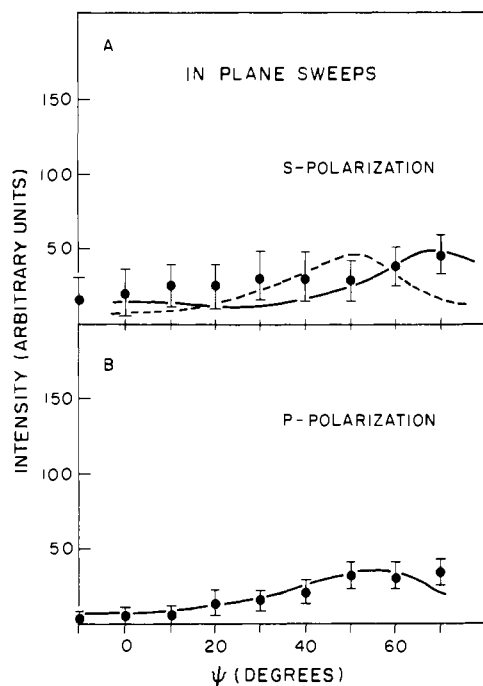 A
IN PLANE SWEEPS
S-POLARIZATION
150
100
50
INTENSITY (ARBITRARY UNITS)
B
P-POLARIZATION
150
100
50
0 20 40 60
ψ (DEGREES)